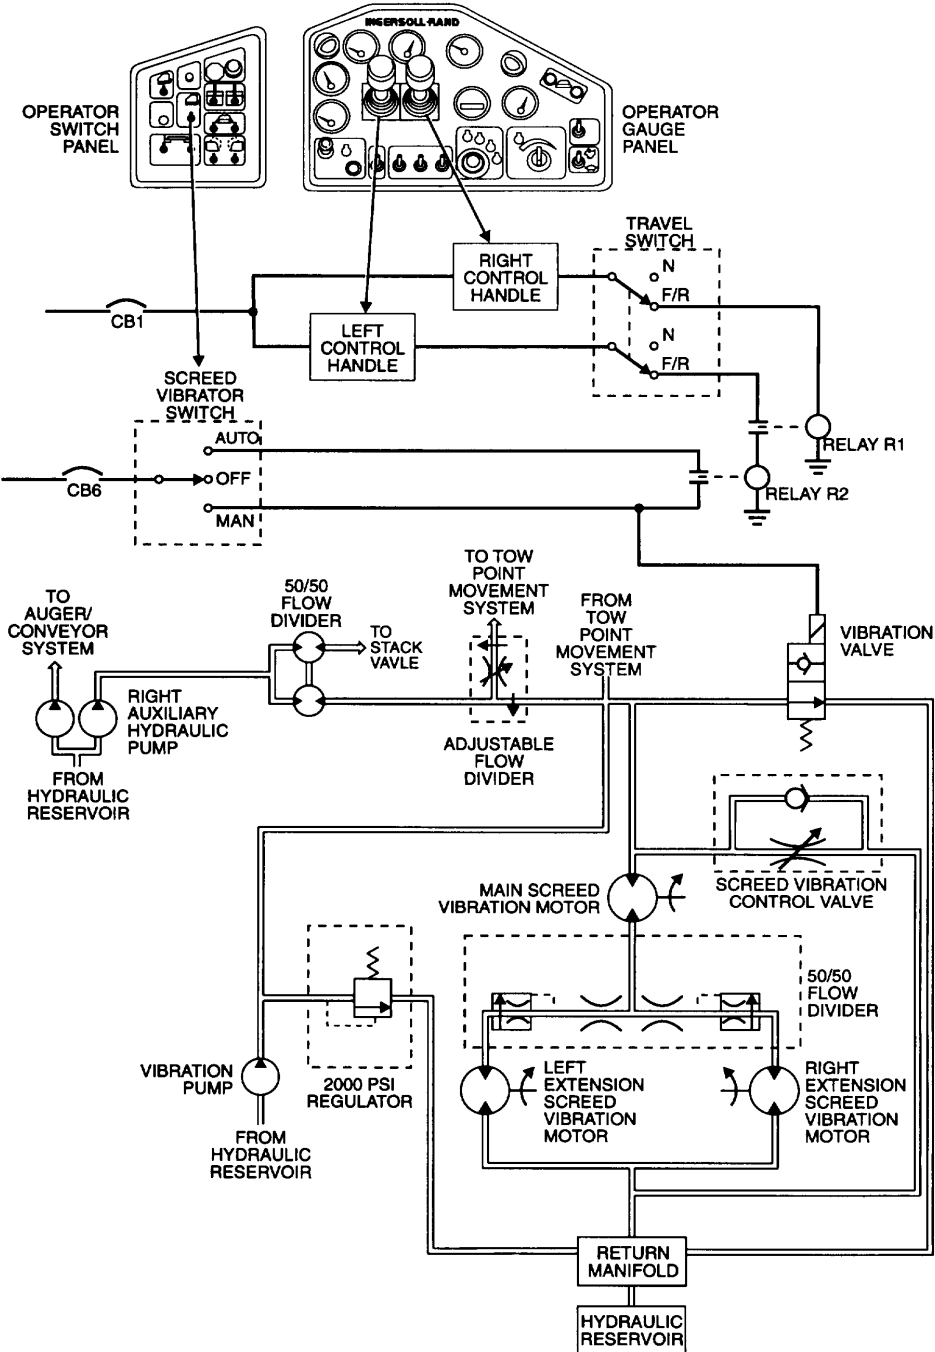 INGERSOLL-RAND
OPERATOR
SWITCH
PANEL
OPERATOR
GAUGE
PANEL
TRAVEL
SWITCH
RIGHT
CONTROL
HANDLE
N
F/R
CB1
LEFT
CONTROL
HANDLE
N
F/R
SCREED
VIBRATOR
SWITCH
AUTO
RELAY R1
CB6
OFF
RELAY R2
MAN
TO TOW
POINT
MOVEMENT
SYSTEM
TO
AUGER/
CONVEYOR
SYSTEM
50/50
FLOW
DIVIDER
TO
STACK
VAVLE
FROM
TOW
POINT
MOVEMENT
SYSTEM
VIBRATION
VALVE
RIGHT
AUXILIARY
HYDRAULIC
PUMP
ADJUSTABLE
FLOW
DIVIDER
FROM
HYDRAULIC
RESERVOIR
MAIN SCREED
VIBRATION MOTOR
SCREED VIBRATION
CONTROL VALVE
50/50
FLOW
DIVIDER
VIBRATION
PUMP
2000 PSI
REGULATOR
LEFT
EXTENSION
SCREED
VIBRATION
MOTOR
RIGHT
EXTENSION
SCREED
VIBRATION
MOTOR
FROM
HYDRAULIC
RESERVOIR
RETURN
MANIFOLD
HYDRAULIC
RESERVOIR